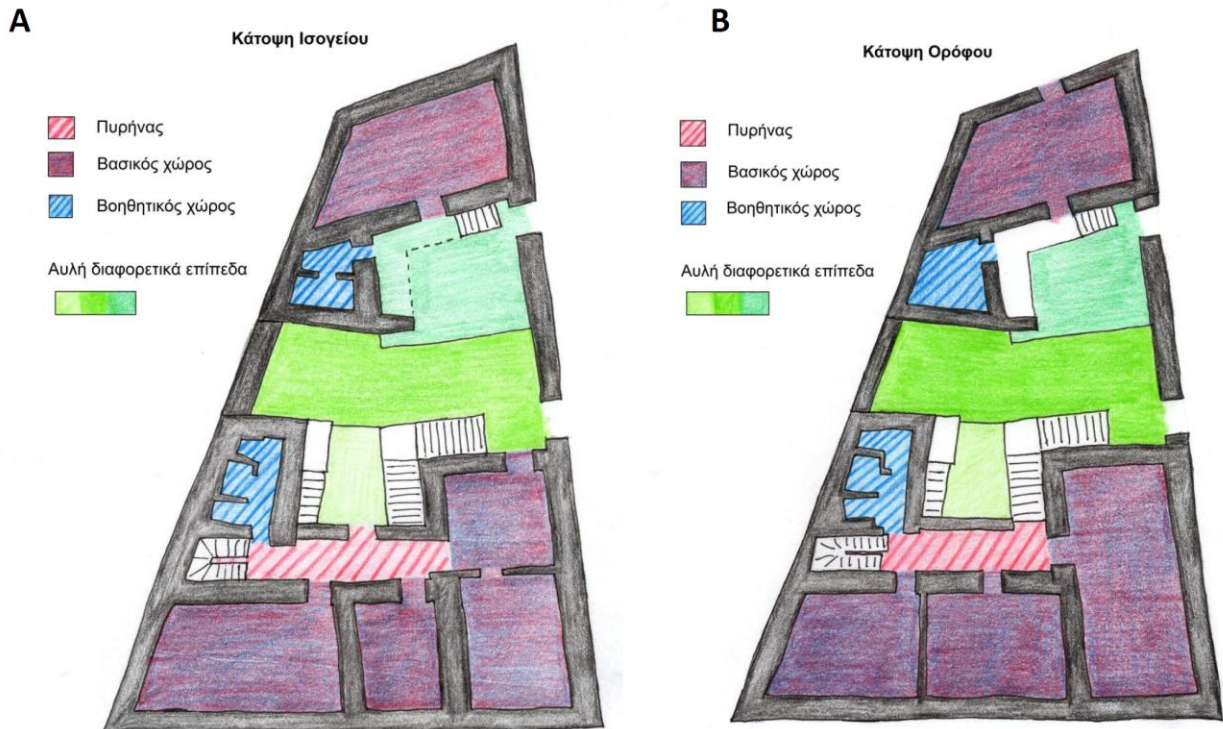 A
Κάτοψη Ισογείου
Πυρήνας
Βασικός χώρος
Βοηθητικός χώρος
Αυλή διαφορετικά επίπεδα
B
Κάτοψη Ορόφου
Πυρήνας
Βασικός χώρος
Βοηθητικός χώρος
Αυλή διαφορετικά επίπεδα